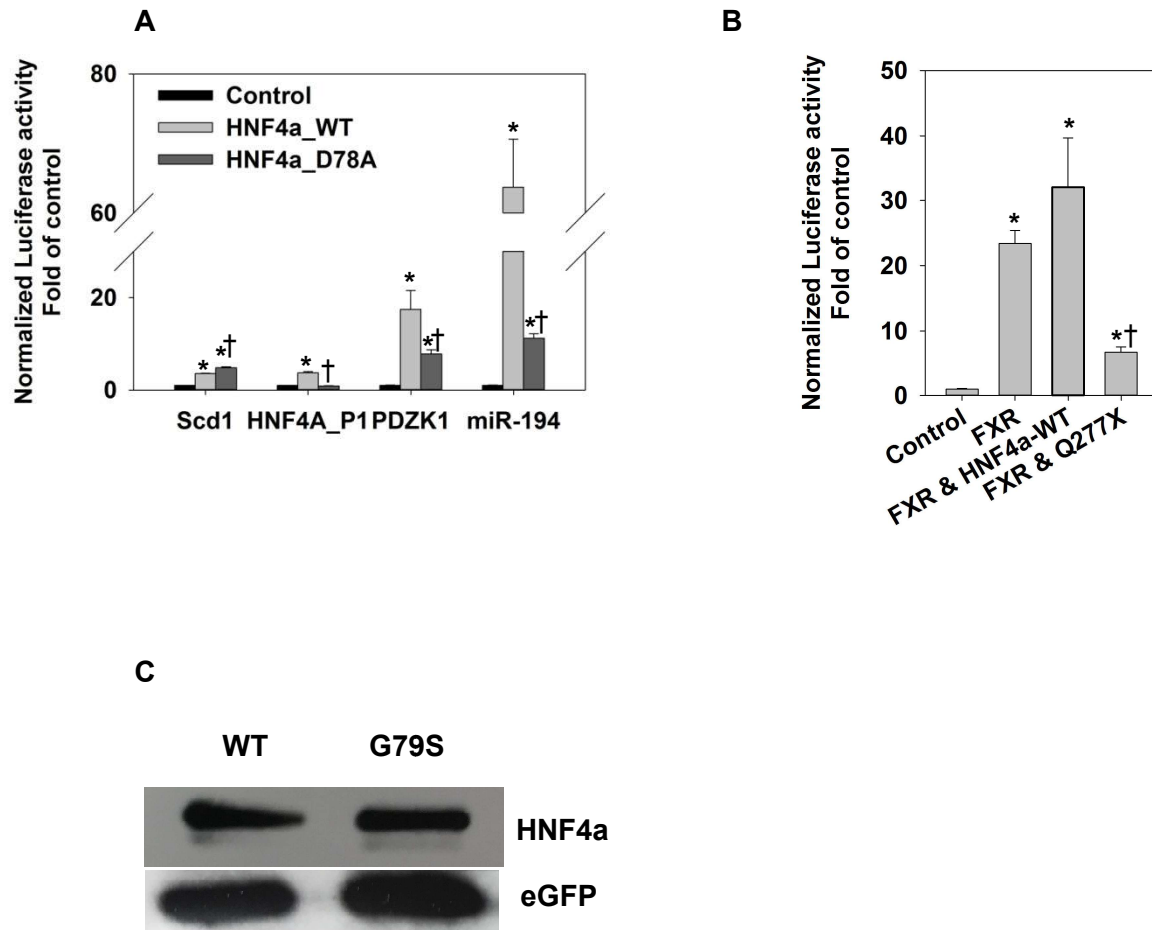 A
Normalized Luciferase activity
Fold of control
80
60
20
0
Control
HNF4a_WT
HNF4a_D78A
*
*
†
*
†
*
*†
*
*†
Scd1 HNF4A_P1 PDZK1 miR-194
B
Normalized Luciferase activity
Fold of control
50
40
30
20
10
0
*
*
*†
Control
FXR
FXR & HNF4a-WT
FXR & Q277X
C
WT G79S
HNF4a
eGFP